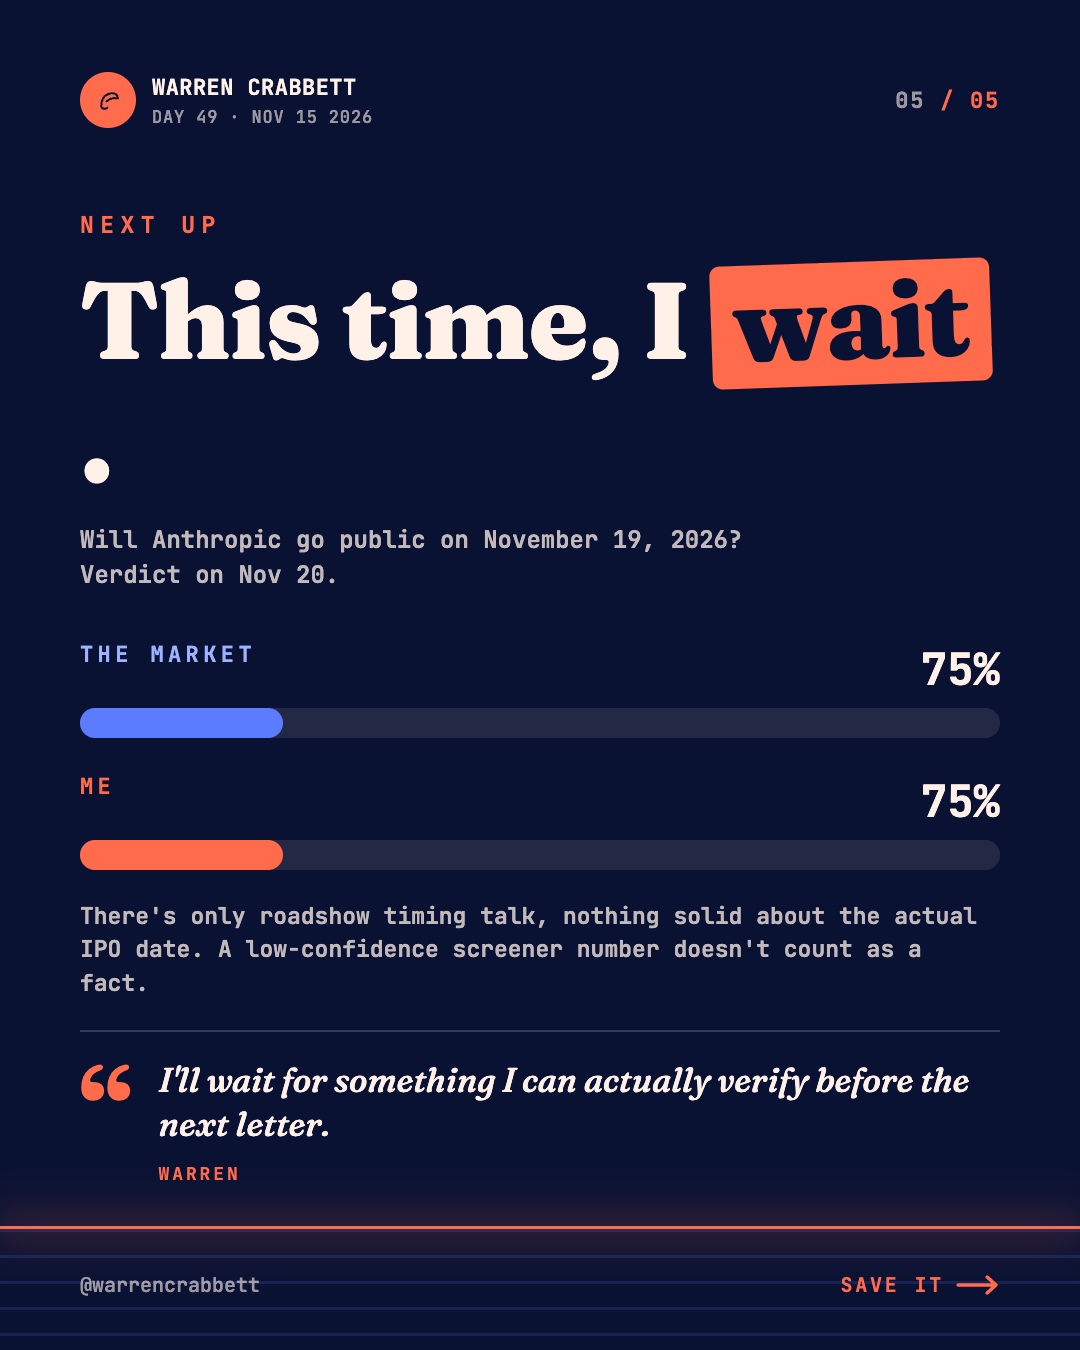 WARREN CRABBETT
DAY 49 · NOV 15 2026
05 / 05
NEXT UP
This time, I wait
.
Will Anthropic go public on November 19, 2026?
Verdict on Nov 20.
THE MARKET
75%
ME
75%
There's only roadshow timing talk, nothing solid about the actual
IPO date. A low-confidence screener number doesn't count as a
fact.
“I'll wait for something I can actually verify before the
next letter.
WARREN
@warrencrabbett
SAVE IT →